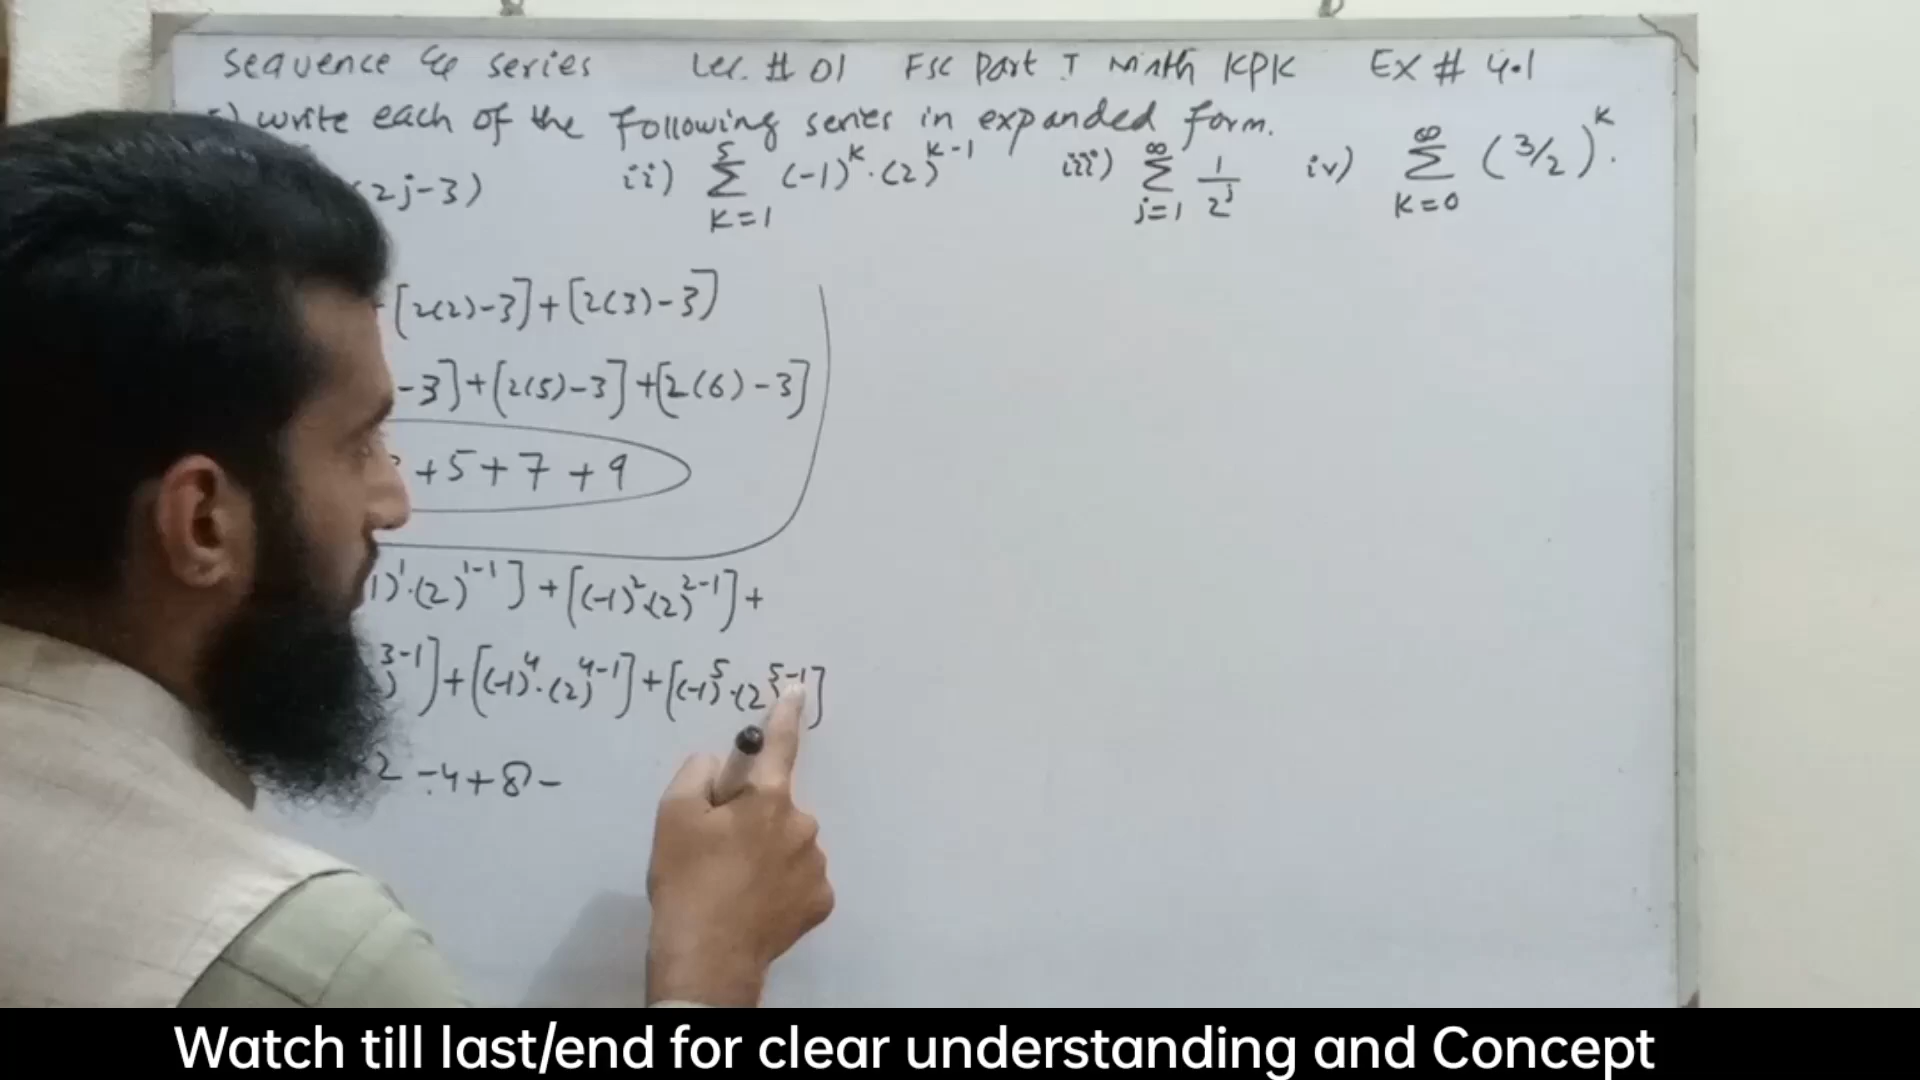 Sequence & series Lec. # 01 FSC Part I Math KPK EX # 4.1
write each of the following series in expanded form.
(2j-3) ii) ∑_{K=1}^{5} (-1)^K · (2)^{K-1} iii) ∑_{j=1}^{∞} 1/2^j iv) ∑_{K=0}^{∞} (3/2)^K.
[2(2)-3]+[2(3)-3]
-3]+[2(5)-3]+[2(6)-3]
+5+7+9
1)^1·(2)^{1-1}]+[(-1)^2·(2)^{2-1}]+
)^{3-1}]+[(-1)^4·(2)^{4-1}]+[(-1)^5·(2^{5-1}]
2-4+8-
Watch till last/end for clear understanding and Concept